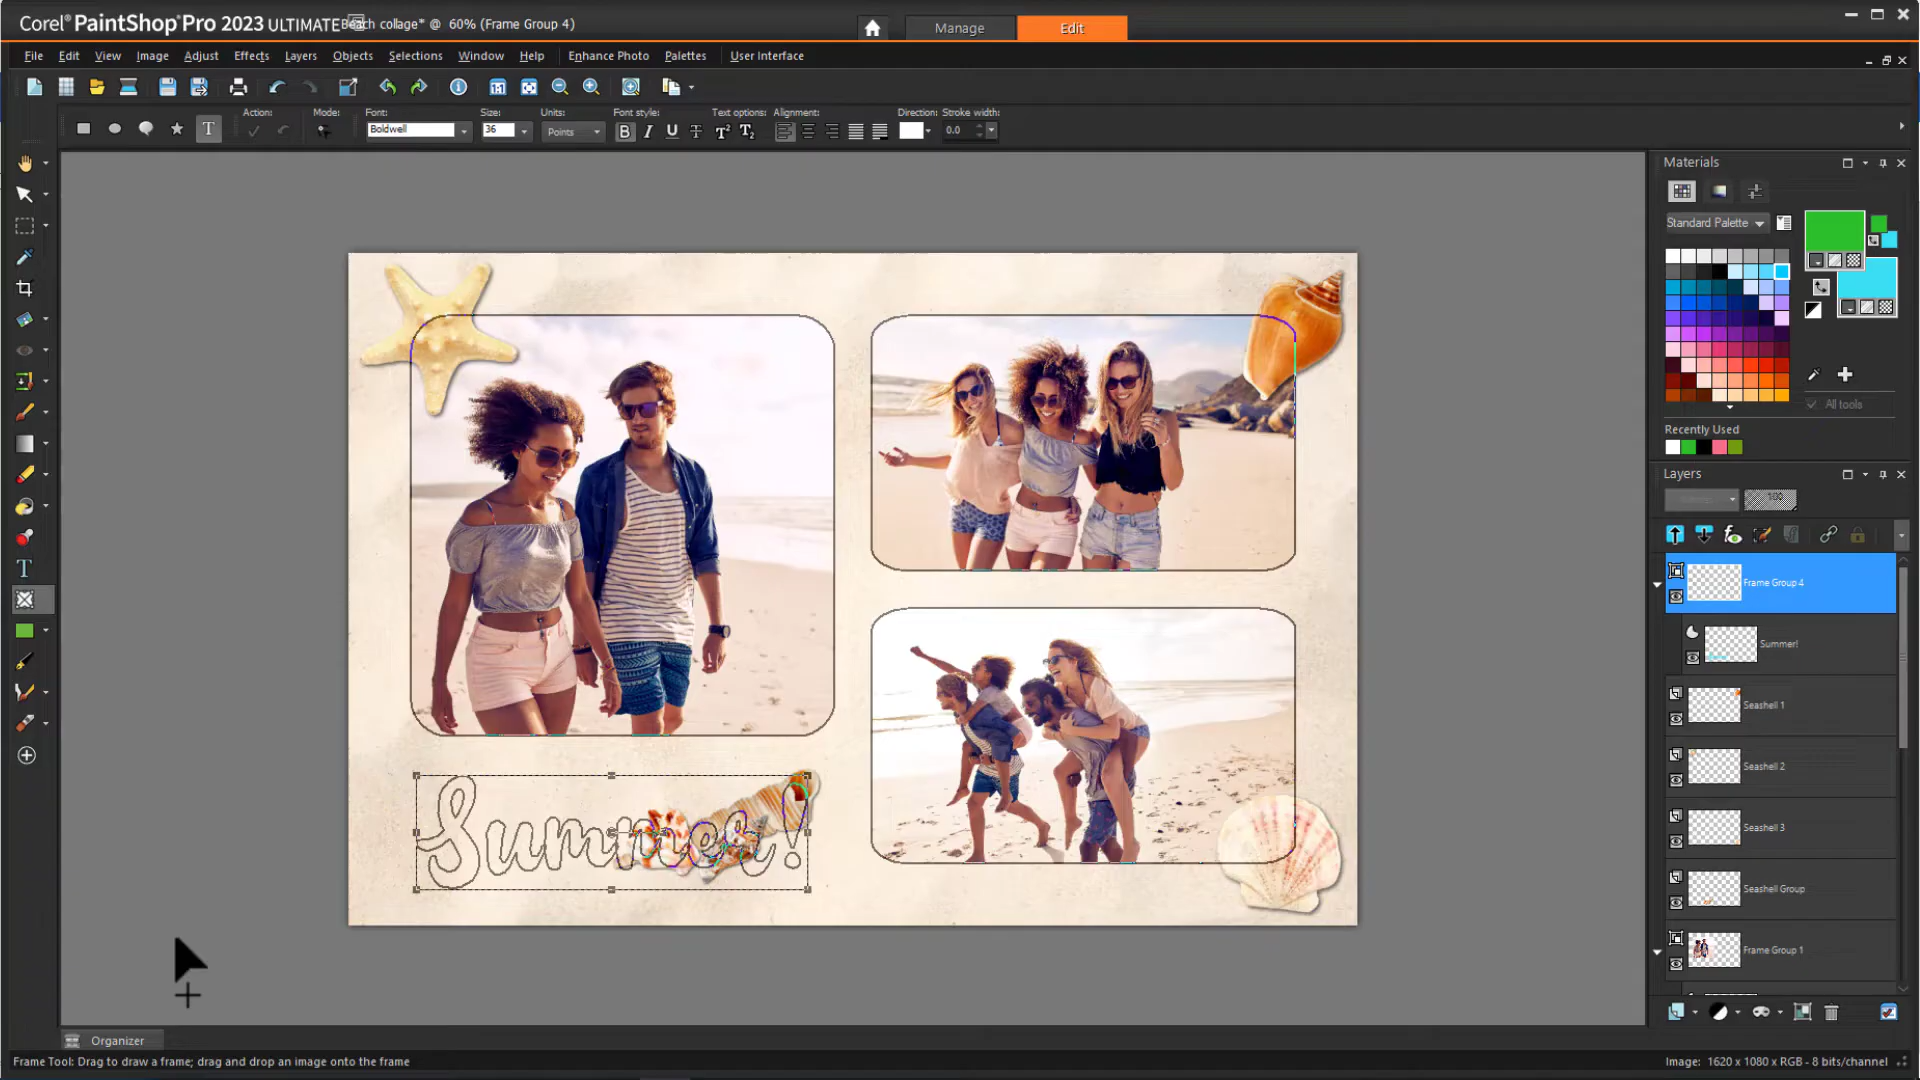 Corel® PaintShop® Pro 2023 ULTIMATE
Beach collage* @ 60% (Frame Group 4)
Manage
Edit
File Edit View Image Adjust Effects Layers Objects Selections Window Help Enhance Photo Palettes User Interface
Action: Mode: Font: Size: Units: Font style: Text options: Alignment: Direction: Stroke width:
Boldwell 36 Points 0.0
Materials
Standard Palette
All tools
Recently Used
Layers
100
Frame Group 4
Summer!
Seashell 1
Seashell 2
Seashell 3
Seashell Group
Frame Group 1
Summer!
Organizer
Frame Tool: Drag to draw a frame; drag and drop an image onto the frame
Image: 1620 x 1080 x RGB - 8 bits/channel